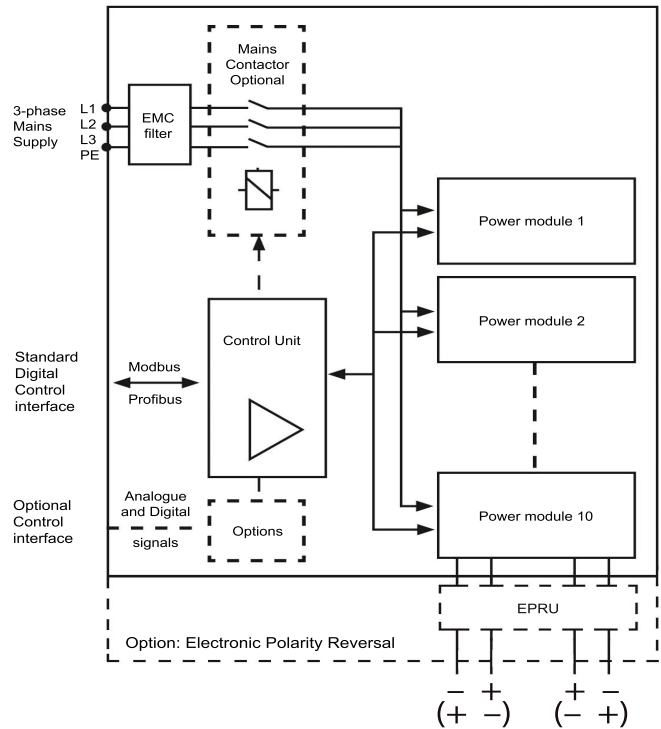 Mains
Contactor
Optional
3-phase
Mains
Supply
L1
L2
L3
PE
EMC
filter
Power module 1
Power module 2
Control Unit
Standard
Digital
Control
interface
Modbus
Profibus
Optional
Control
interface
Analogue
and Digital
signals
Options
Power module 10
EPRU
Option: Electronic Polarity Reversal
− + + −
(+ −) (− +)